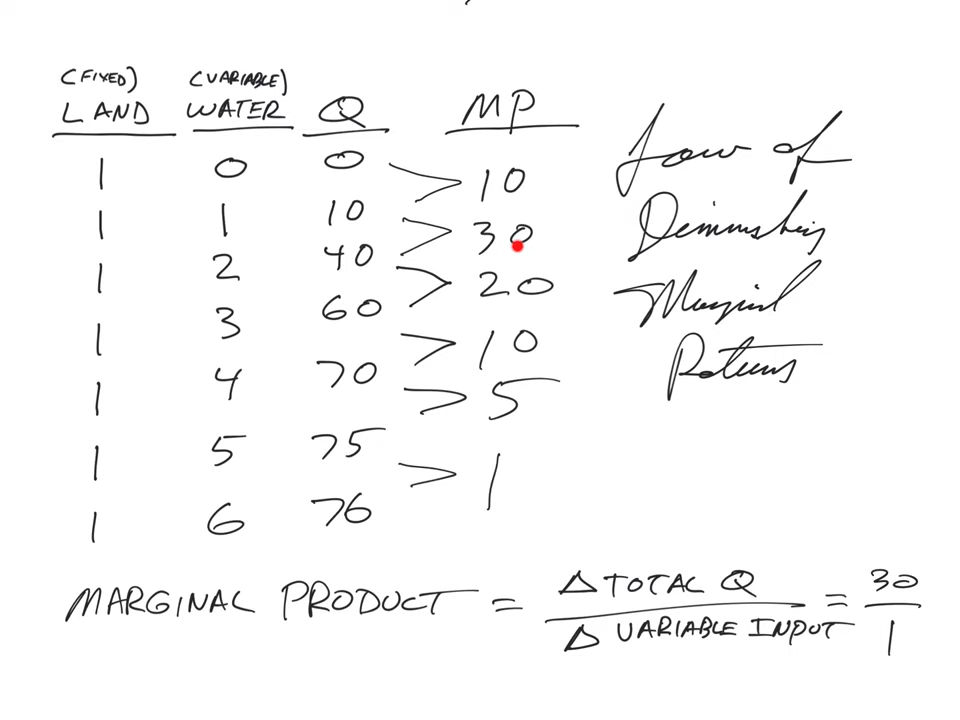 (FIXED) (VARIABLE)
LAND WATER Q MP
1 0 0
> 10
1 1 10
> 30
1 2 40
> 20
1 3 60
> 10
1 4 70
> 5
1 5 75
> 1
1 6 76
Law of
Diminishing
Marginal
Returns
MARGINAL PRODUCT = Δ TOTAL Q / Δ VARIABLE INPUT = 30 / 1